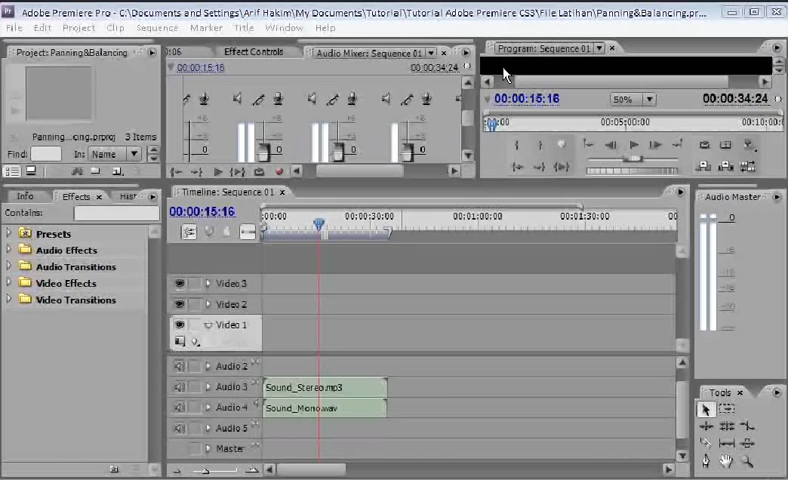 Adobe Premiere Pro - C:\Documents and Settings\Arif Hakim\My Documents\Tutorial\Tutorial Adobe Premiere CS3\File Latihan\Panning&Balancing.pr...
File Edit Project Clip Sequence Marker Title Window Help
Project: Panning&Balancing
Panning...cing.prproj 3 Items
Find: In: Name
:06 Effect Controls Audio Mixer: Sequence 01
00:00:15:16 00:00:34:24
Program: Sequence 01
00:00:15:16 50% 00:00:34:24
:00:00 00:05:00:00 00:10:0
Info Effects Hist
Contains:
Presets
Audio Effects
Audio Transitions
Video Effects
Video Transitions
Timeline: Sequence 01
00:00:15:16
:00:00 00:00:30:00 00:01:00:00 00:01:30:00 00
Video 3
Video 2
Video 1
Audio 2
Audio 3 Sound_Stereo.mp3
Audio 4 Sound_Mono.wav
Audio 5
Master
Audio Master
0
Tools